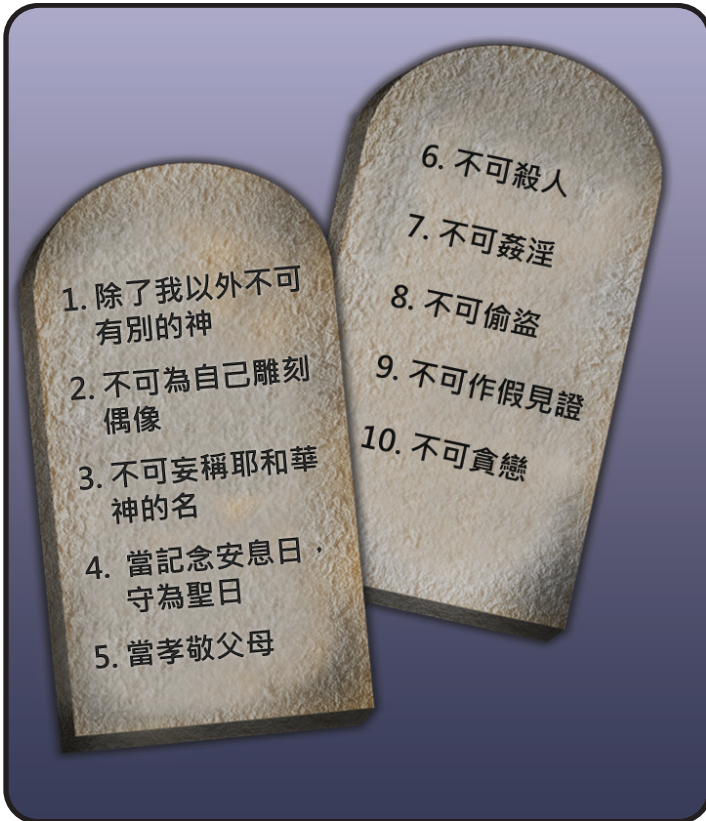 1. 除了我以外不可
有別的神
2. 不可為自己雕刻
偶像
3. 不可妄稱耶和華
神的名
4. 當記念安息日，
守為聖日
5. 當孝敬父母
6. 不可殺人
7. 不可姦淫
8. 不可偷盜
9. 不可作假見證
10. 不可貪戀